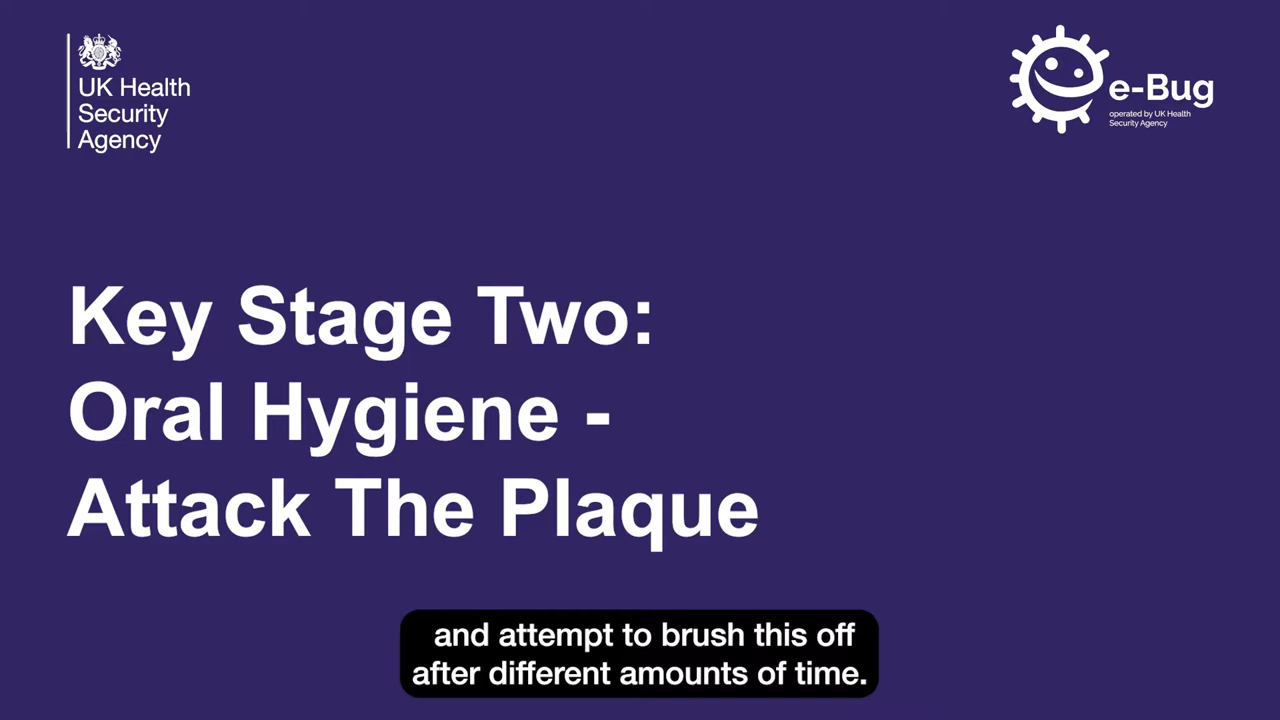 UK Health
Security
Agency
e-Bug
operated by UK Health
Security Agency
Key Stage Two:
Oral Hygiene -
Attack The Plaque
and attempt to brush this off
after different amounts of time.